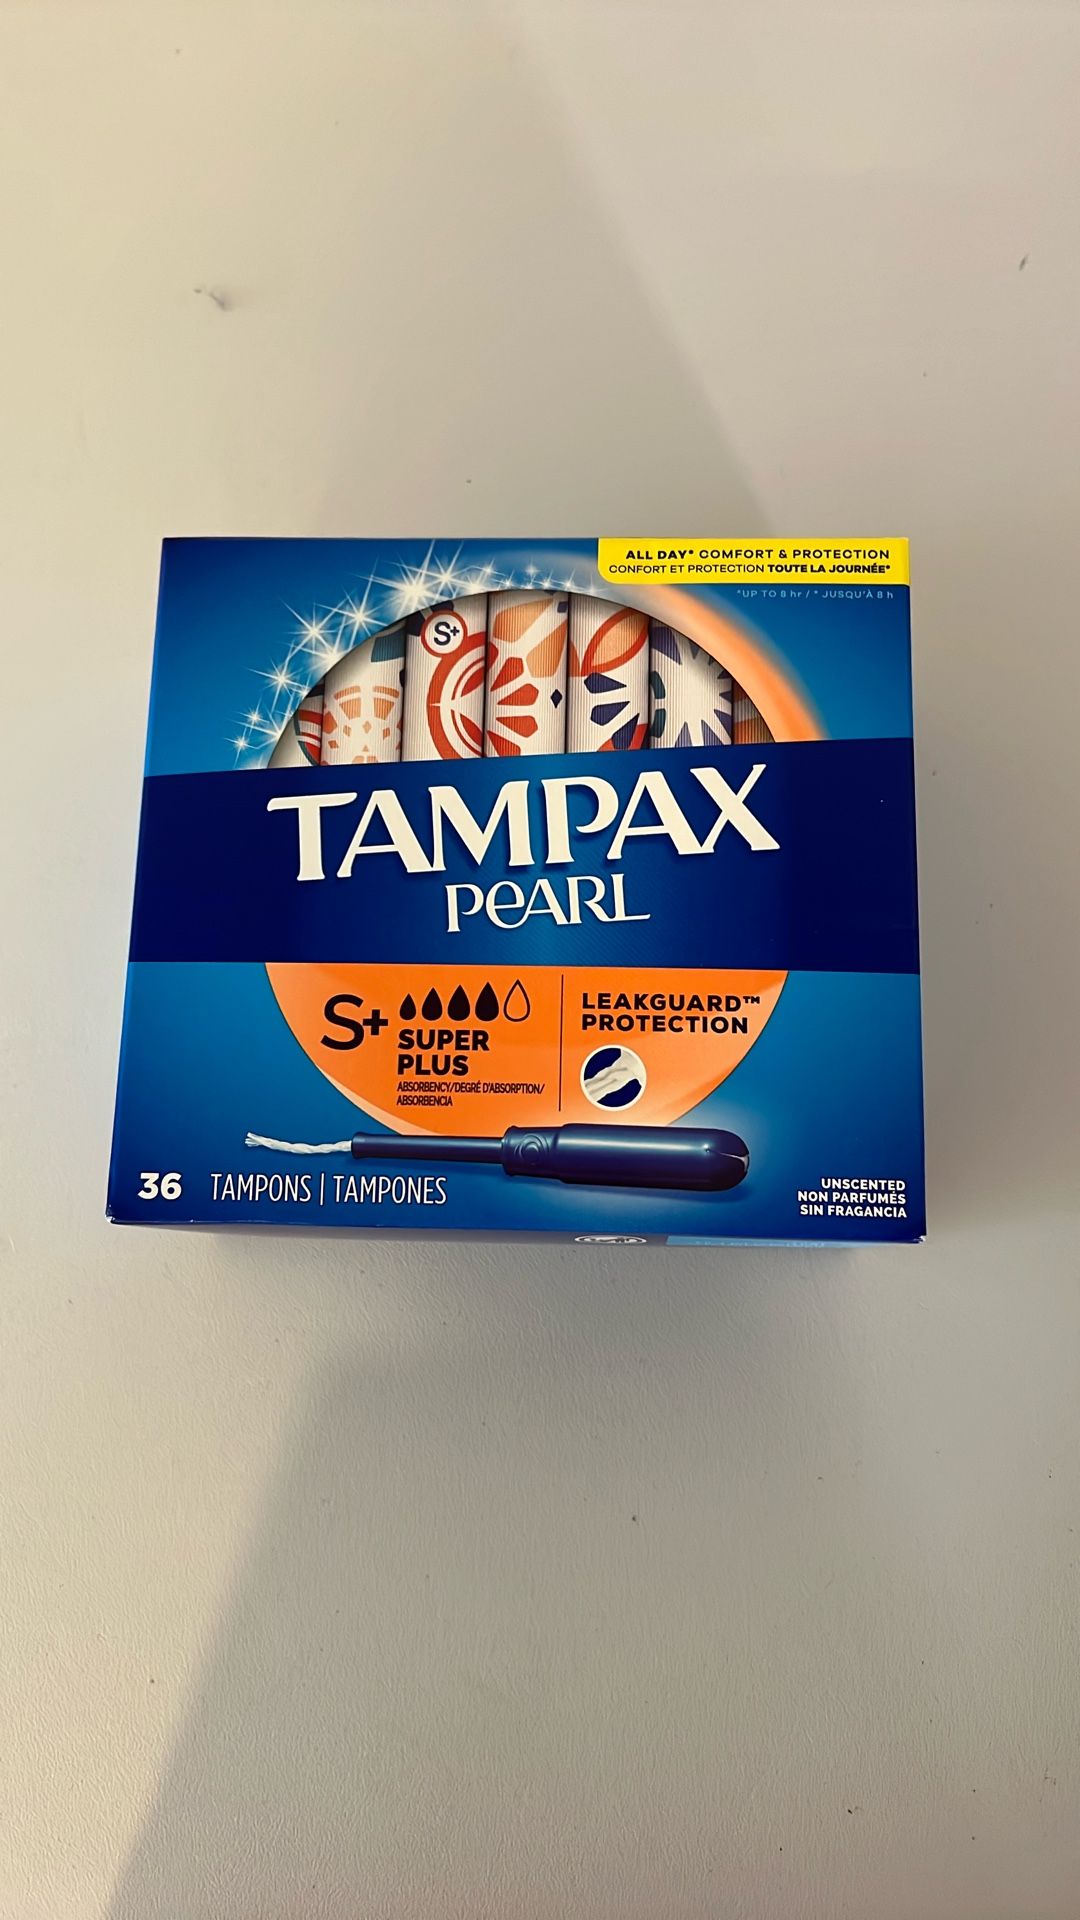 ALL DAY* COMFORT & PROTECTION
CONFORT ET PROTECTION TOUTE LA JOURNÉE*
*UP TO 8 hr / * JUSQU'À 8 h
S+
TAMPAX
PeARL
S+
SUPER
PLUS
ABSORBENCY/DEGRÉ D'ABSORPTION/
ABSORBENCIA
LEAKGUARD™
PROTECTION
36 TAMPONS | TAMPONES
UNSCENTED
NON PARFUMÉS
SIN FRAGANCIA